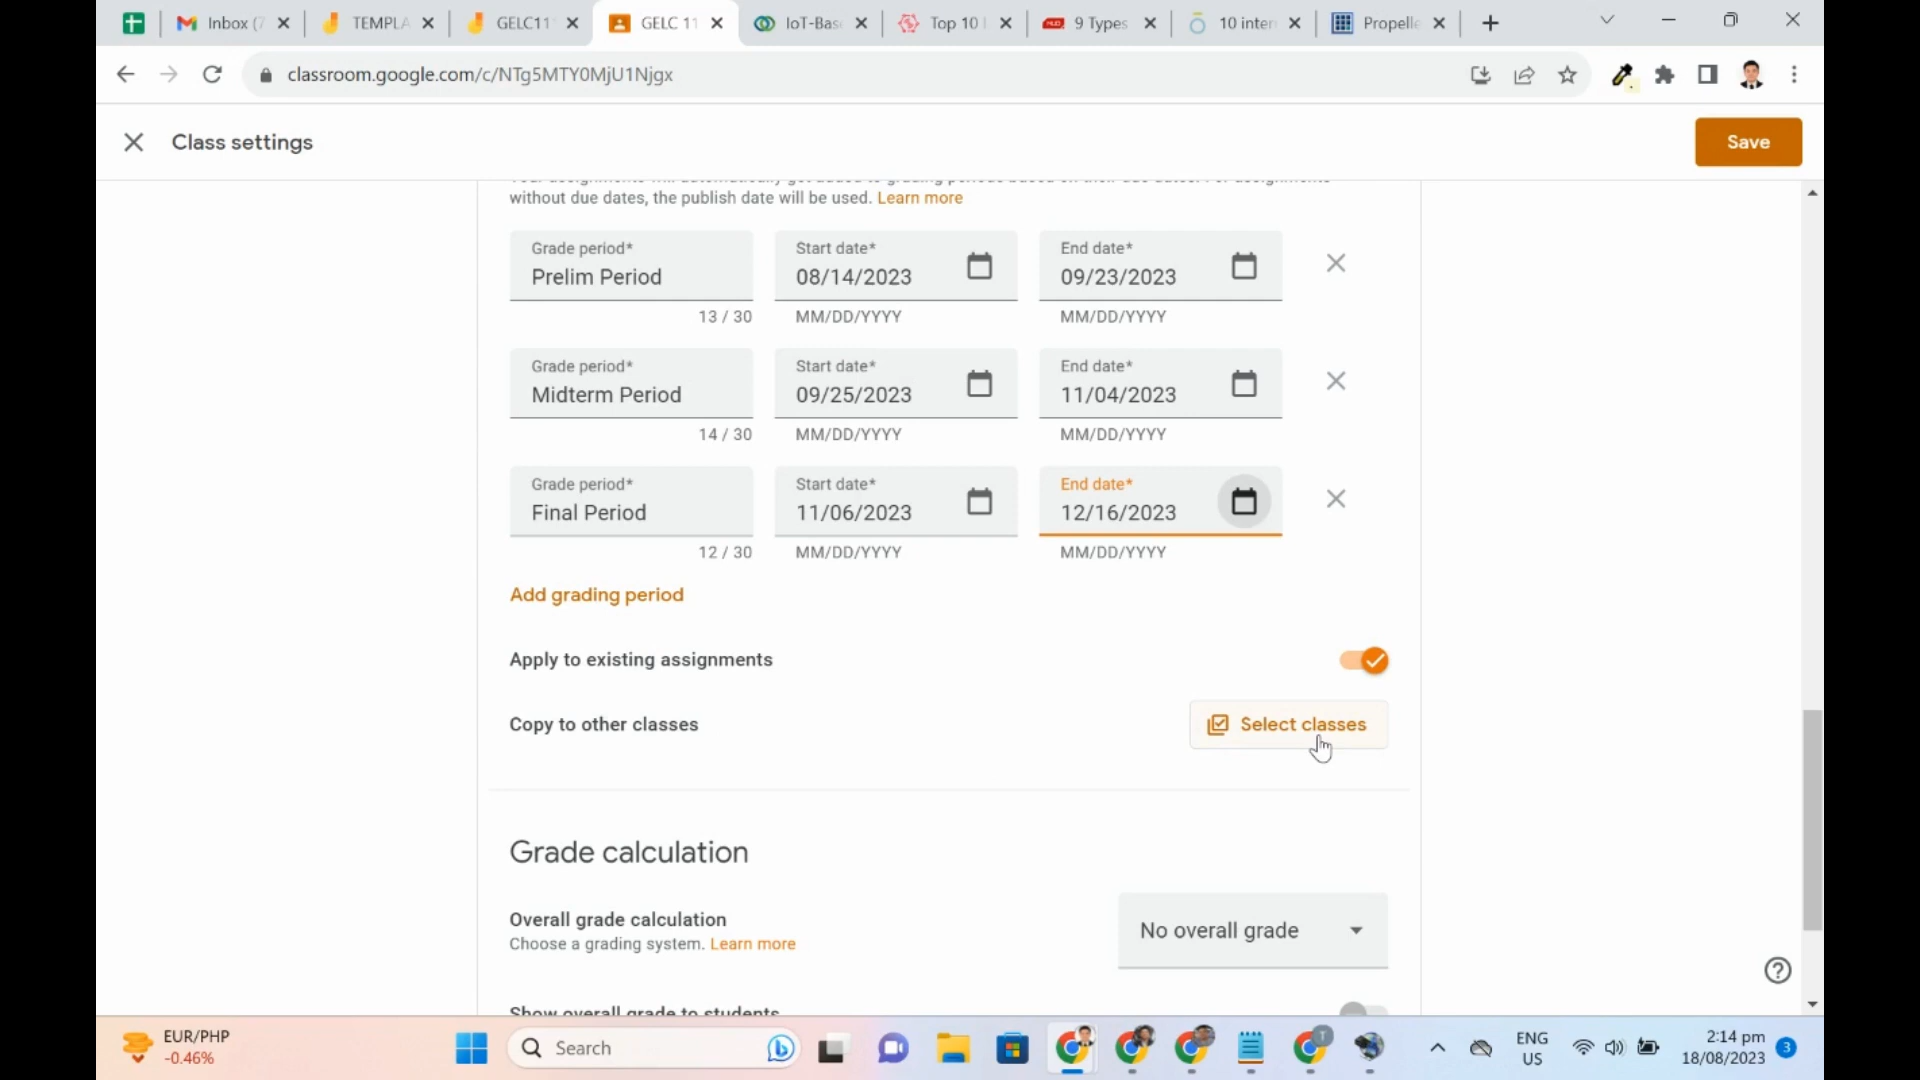 Inbox (7
TEMPLA
GELC11
GELC 11
IoT-Bas
Top 10
9 Types
10 inter
Propelle
classroom.google.com/c/NTg5MTY0MjU1Njgx
Class settings
Save
without due dates, the publish date will be used. Learn more
Grade period*
Prelim Period
13 / 30
Start date*
08/14/2023
MM/DD/YYYY
End date*
09/23/2023
MM/DD/YYYY
Grade period*
Midterm Period
14 / 30
Start date*
09/25/2023
MM/DD/YYYY
End date*
11/04/2023
MM/DD/YYYY
Grade period*
Final Period
12 / 30
Start date*
11/06/2023
MM/DD/YYYY
End date*
12/16/2023
MM/DD/YYYY
Add grading period
Apply to existing assignments
Copy to other classes
Select classes
Grade calculation
Overall grade calculation
Choose a grading system. Learn more
No overall grade
Show overall grade to students
EUR/PHP
-0.46%
Search
ENG
US
2:14 pm
18/08/2023
3